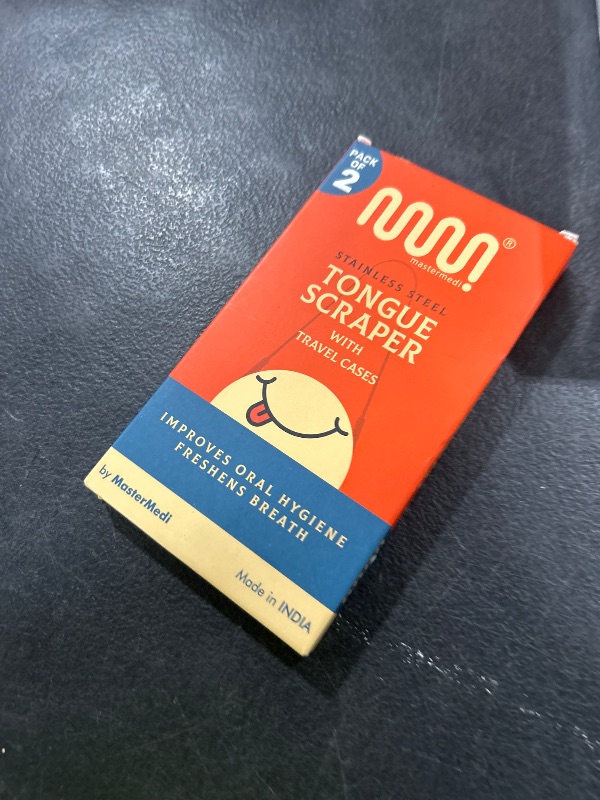 PACK
OF
2
®
mastermedi
STAINLESS STEEL
TONGUE
SCRAPER
WITH
TRAVEL CASES
IMPROVES ORAL HYGIENE
FRESHENS BREATH
by MasterMedi
Made in INDIA